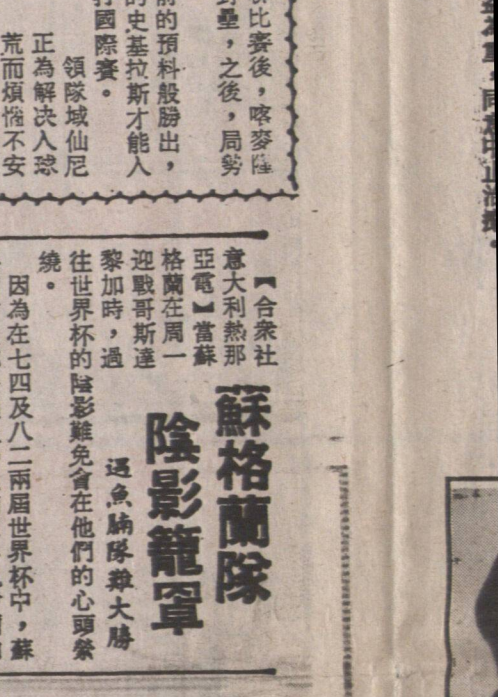 比賽後，喀麥隆
壘，之後，局勢
前的預料般勝出，
的史基拉斯才能入
打國際賽。
領隊域仙尼
正為解決入球
荒而煩惱不安
蘇格蘭隊
陰影籠罩
遇魚腩隊難大勝
【合衆社
意大利熱那
亞電】當蘇
格蘭在周一
迎戰哥斯達
黎加時，過
往世界杯的陰影難免會在他們的心頭縈
繞。
因為在七四及八二兩屆世界杯中，蘇